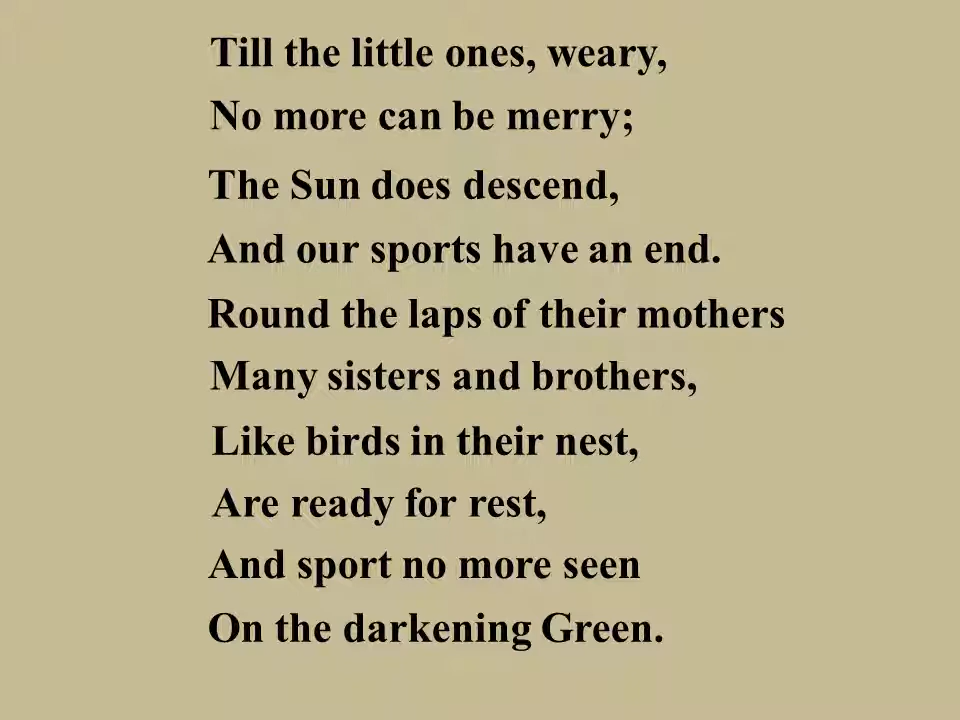 Till the little ones, weary,
No more can be merry;
The Sun does descend,
And our sports have an end.
Round the laps of their mothers
Many sisters and brothers,
Like birds in their nest,
Are ready for rest,
And sport no more seen
On the darkening Green.